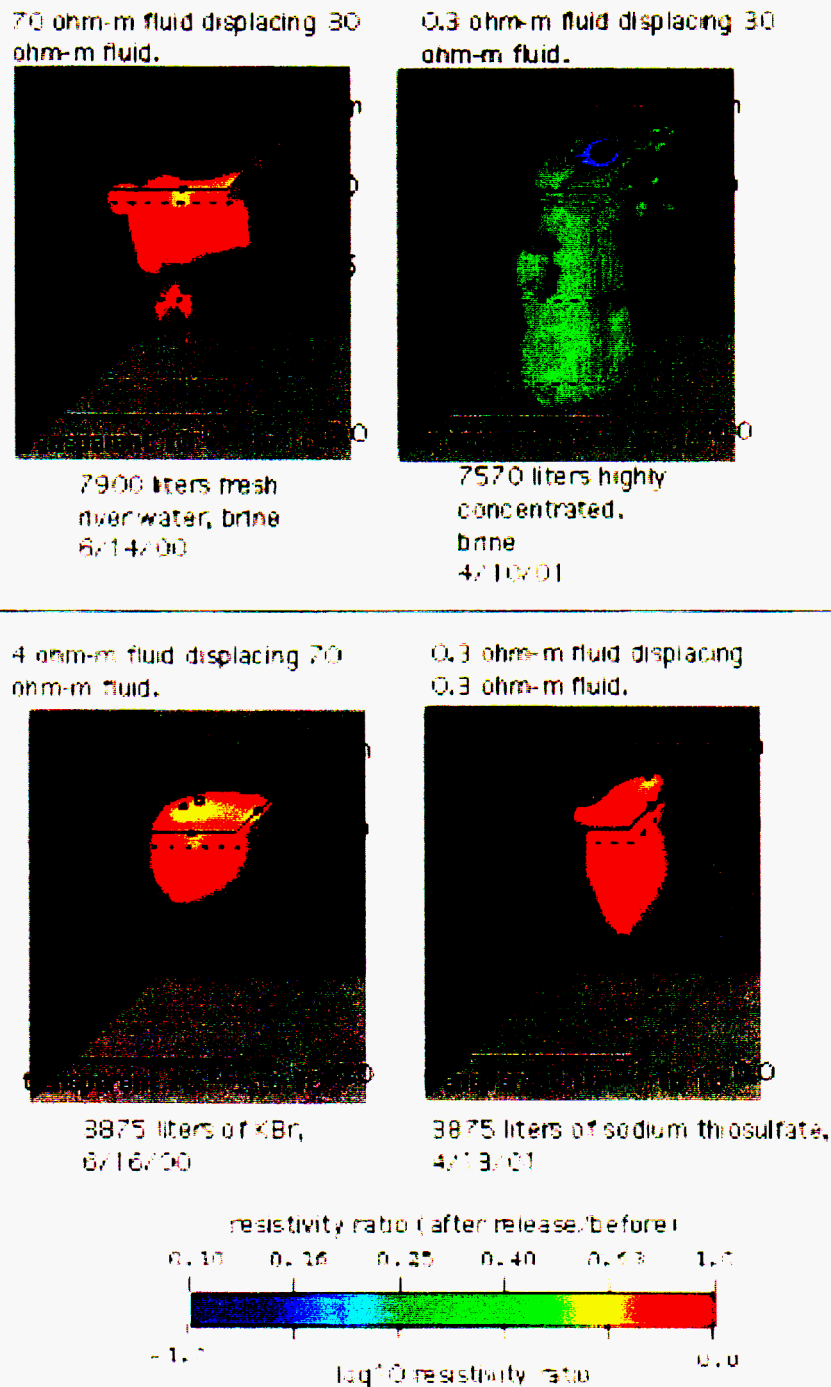 70 ohm-m fluid displacing 30
ohm-m fluid.
0.3 ohm-m fluid displacing 30
ohm-m fluid.
7900 liters fresh
river water, brine
6/14/00
7570 liters highly
concentrated.
brine
4/10/01
4 ohm-m fluid displacing 70
ohm-m fluid.
0.3 ohm-m fluid displacing
0.3 ohm-m fluid.
3875 liters of KBr,
6/16/00
3875 liters of sodium thiosulfate,
4/13/01
resistivity ratio (after release/before)
0.10 0.16 0.25 0.40 0.63 1.0
-1.0 0.0
log10 resistivity ratio